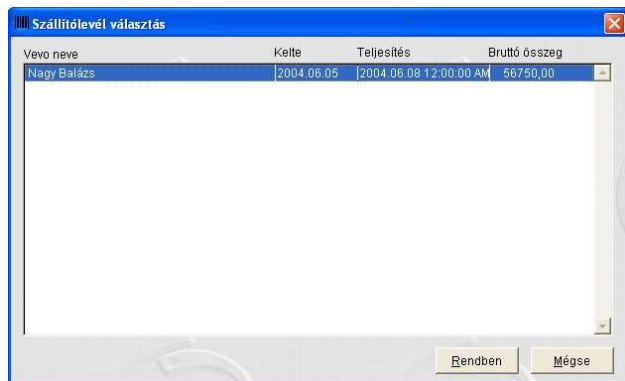 Szállítólevél választás
Vevo neve Kelte Teljesítés Bruttó összeg
Nagy Balázs 2004.06.05 2004.06.08 12:00:00 AM 56750,00
Rendben Mégse